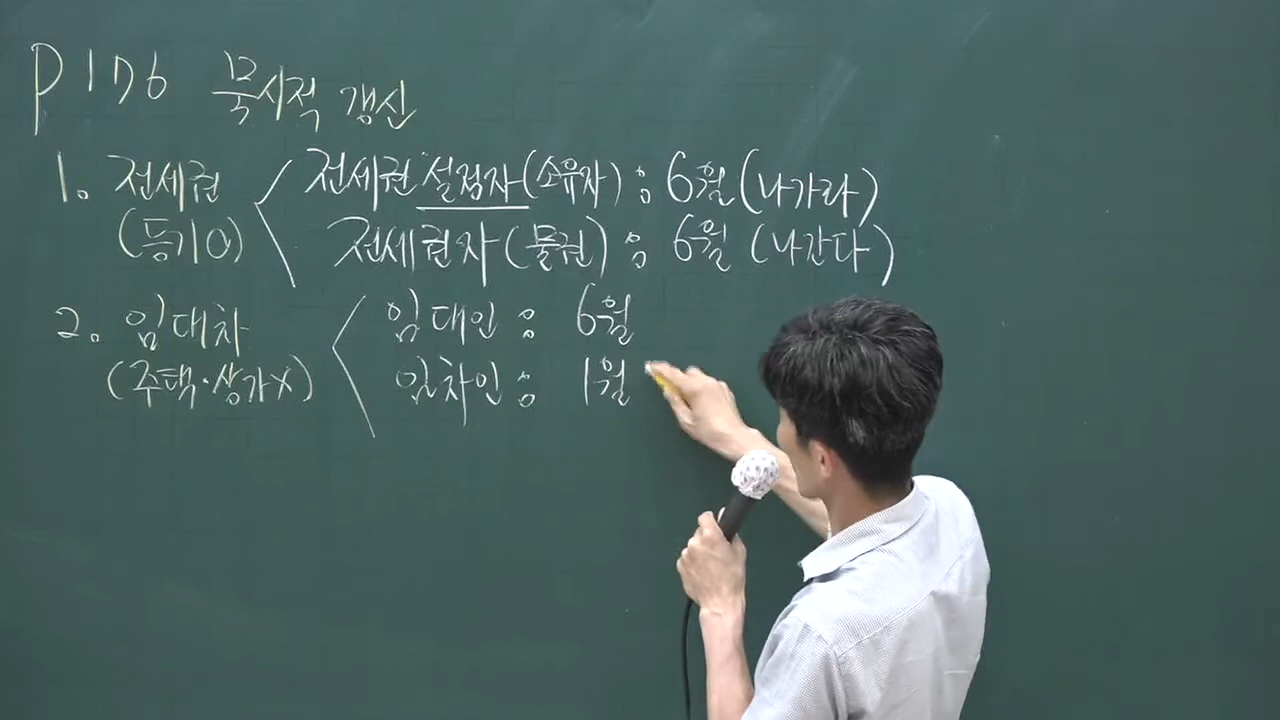 P176 묵시적 갱신
1. 전세권 < 전세권 설정자(소유자) : 6월(나가라)
(등기O) 전세권자(물권) : 6월 (나간다)
2. 임대차 < 임대인 : 6월
(주택·상가X) 임차인 : 1월